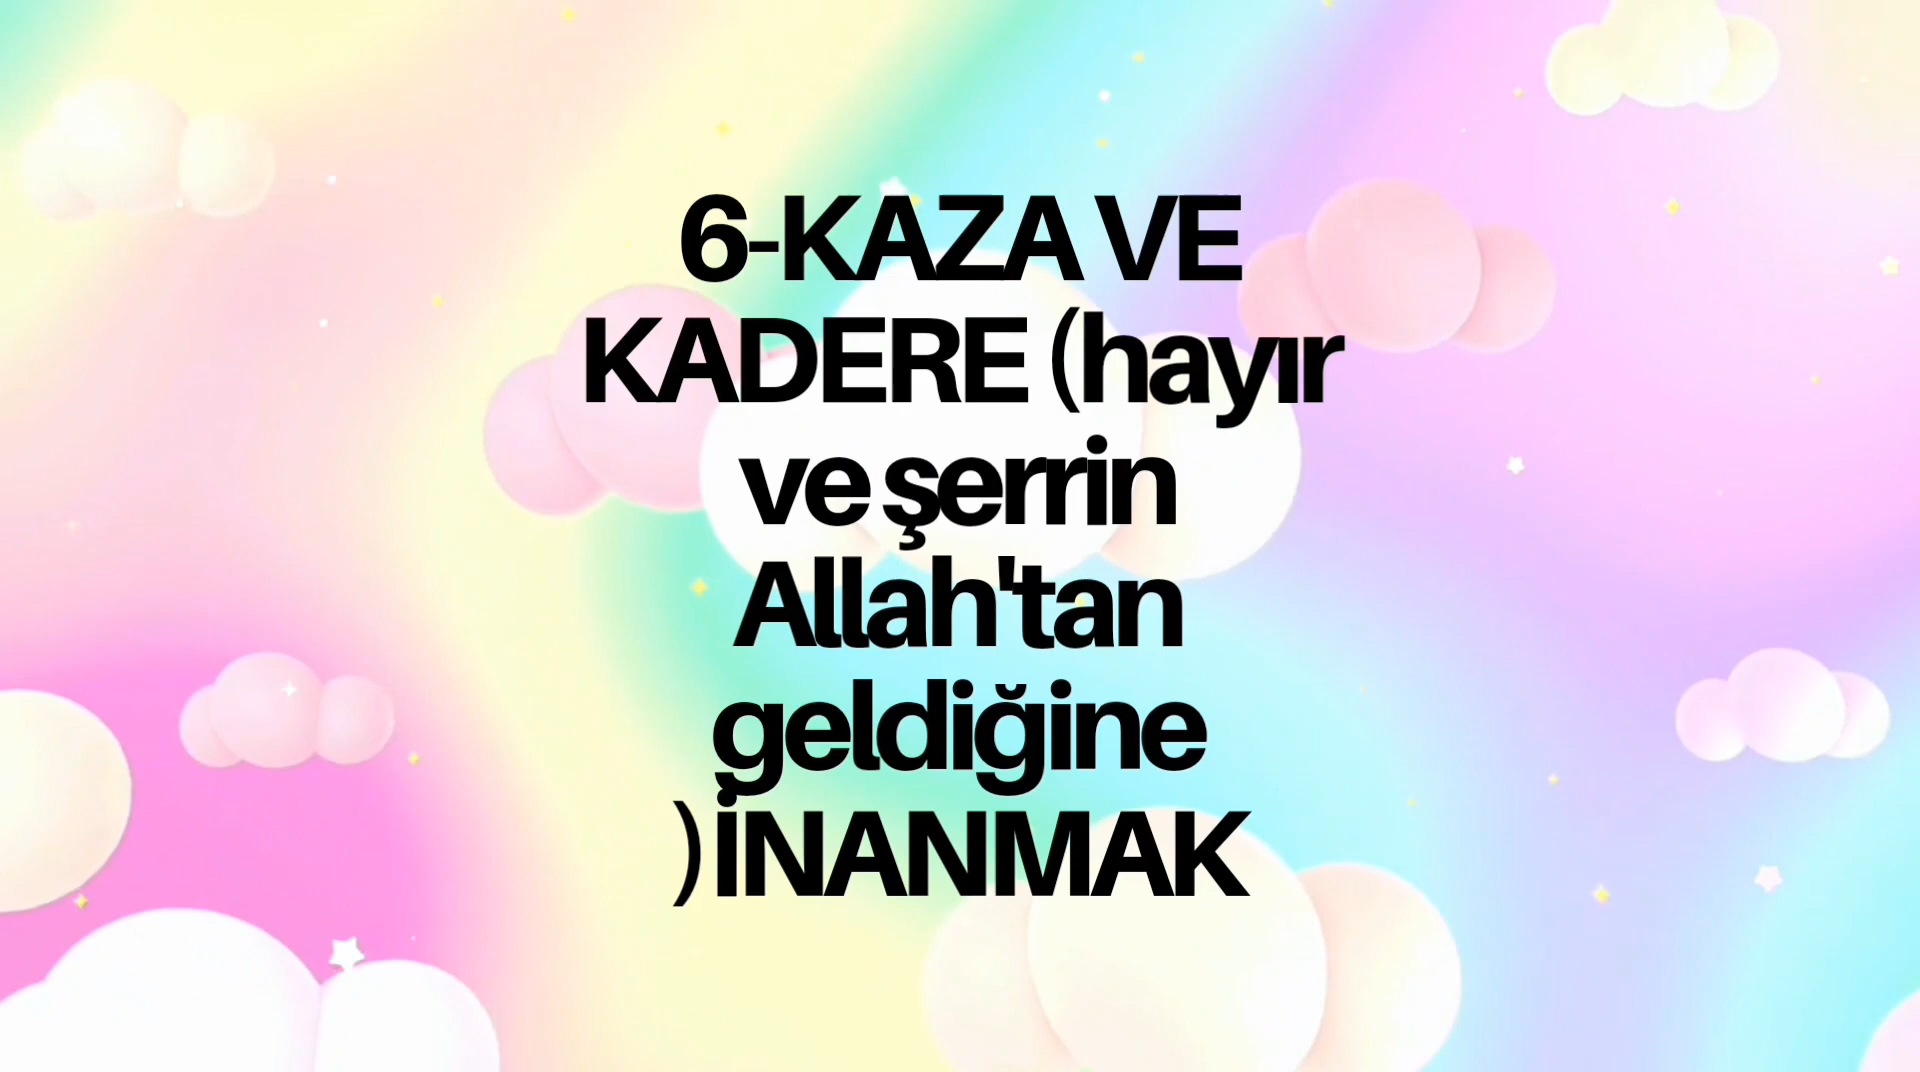 6-KAZA VE
KADERE (hayır
ve şerrin
Allah'tan
geldiğine
)İNANMAK